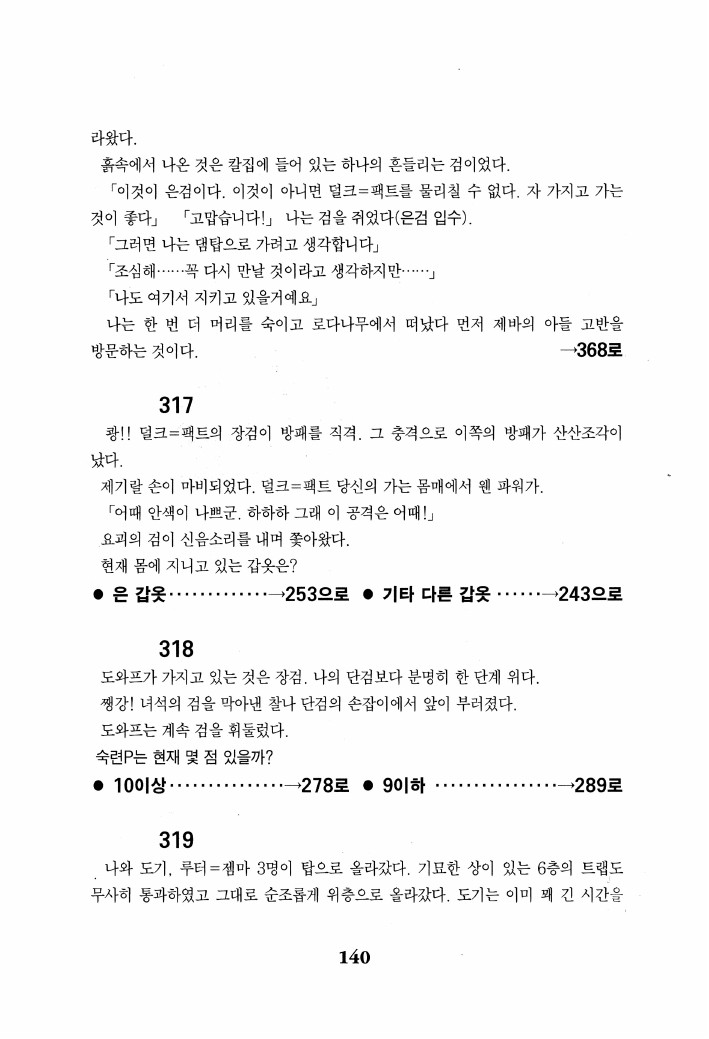 라왔다.
흙속에서 나온 것은 칼집에 들어 있는 하나의 흔들리는 검이었다.
「이것이 은검이다. 이것이 아니면 덜크=팩트를 물리칠 수 없다. 자 가지고 가는
것이 좋다」 「고맙습니다!」 나는 검을 쥐었다(은검 입수).
「그러면 나는 댐탑으로 가려고 생각합니다」
「조심해……꼭 다시 만날 것이라고 생각하지만……」
「나도 여기서 지키고 있을거예요」
나는 한 번 더 머리를 숙이고 로다나무에서 떠났다 먼저 제바의 아들 고반을
방문하는 것이다. →368로
317
쾅!! 덜크=팩트의 장검이 방패를 직격. 그 충격으로 이쪽의 방패가 산산조각이
났다.
제기랄 손이 마비되었다. 덜크=팩트 당신의 가는 몸매에서 웬 파워가.
「어때 안색이 나쁘군. 하하하 그래 이 공격은 어때!」
요괴의 검이 신음소리를 내며 쫓아왔다.
현재 몸에 지니고 있는 갑옷은?
● 은 갑옷·············→253으로 ● 기타 다른 갑옷 ······→243으로
318
도와프가 가지고 있는 것은 장검. 나의 단검보다 분명히 한 단계 위다.
쨍강! 녀석의 검을 막아낸 찰나 단검의 손잡이에서 앞이 부러졌다.
도와프는 계속 검을 휘둘렀다.
숙련P는 현재 몇 점 있을까?
● 10이상···············→278로 ● 9이하 ················→289로
319
나와 도기, 루터=젬마 3명이 탑으로 올라갔다. 기묘한 상이 있는 6층의 트랩도
무사히 통과하였고 그대로 순조롭게 위층으로 올라갔다. 도기는 이미 꽤 긴 시간을
140